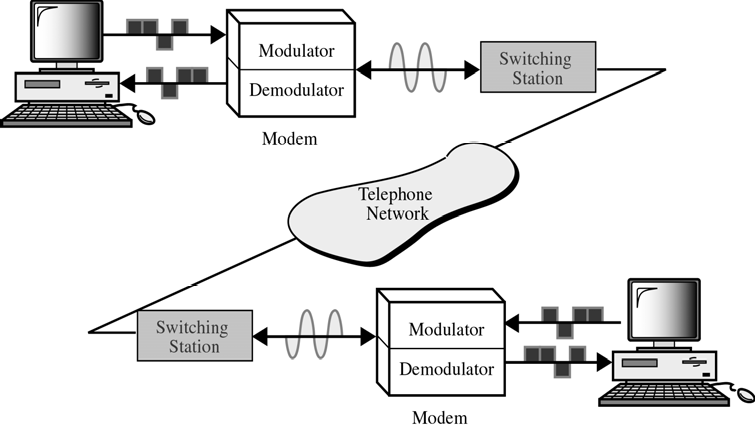 Modulator
Demodulator
Modem
Switching
Station
Telephone
Network
Switching
Station
Modulator
Demodulator
Modem